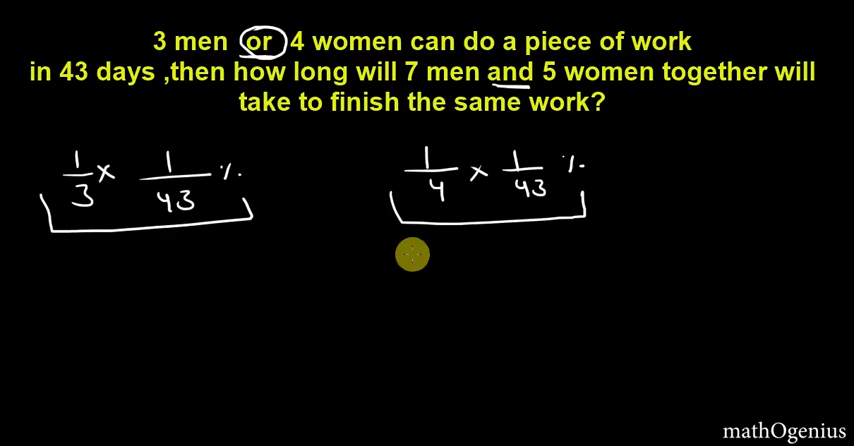 3 men or 4 women can do a piece of work
in 43 days ,then how long will 7 men and 5 women together will
take to finish the same work?
1/3 × 1/43 % 1/4 × 1/43 %
mathOgenius